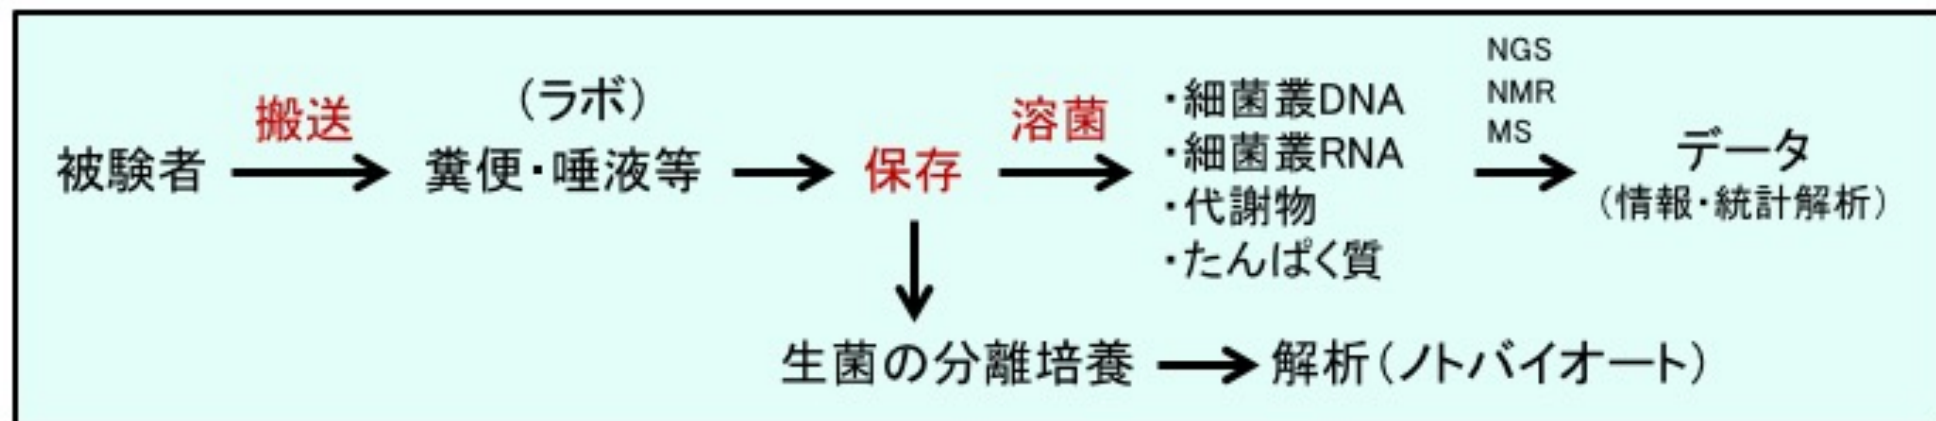 被験者
搬送
(ラボ)
糞便・唾液等
保存
溶菌
・細菌叢DNA
・細菌叢RNA
・代謝物
・たんぱく質
NGS
NMR
MS
データ
(情報・統計解析)
生菌の分離培養
解析(ノトバイオート)